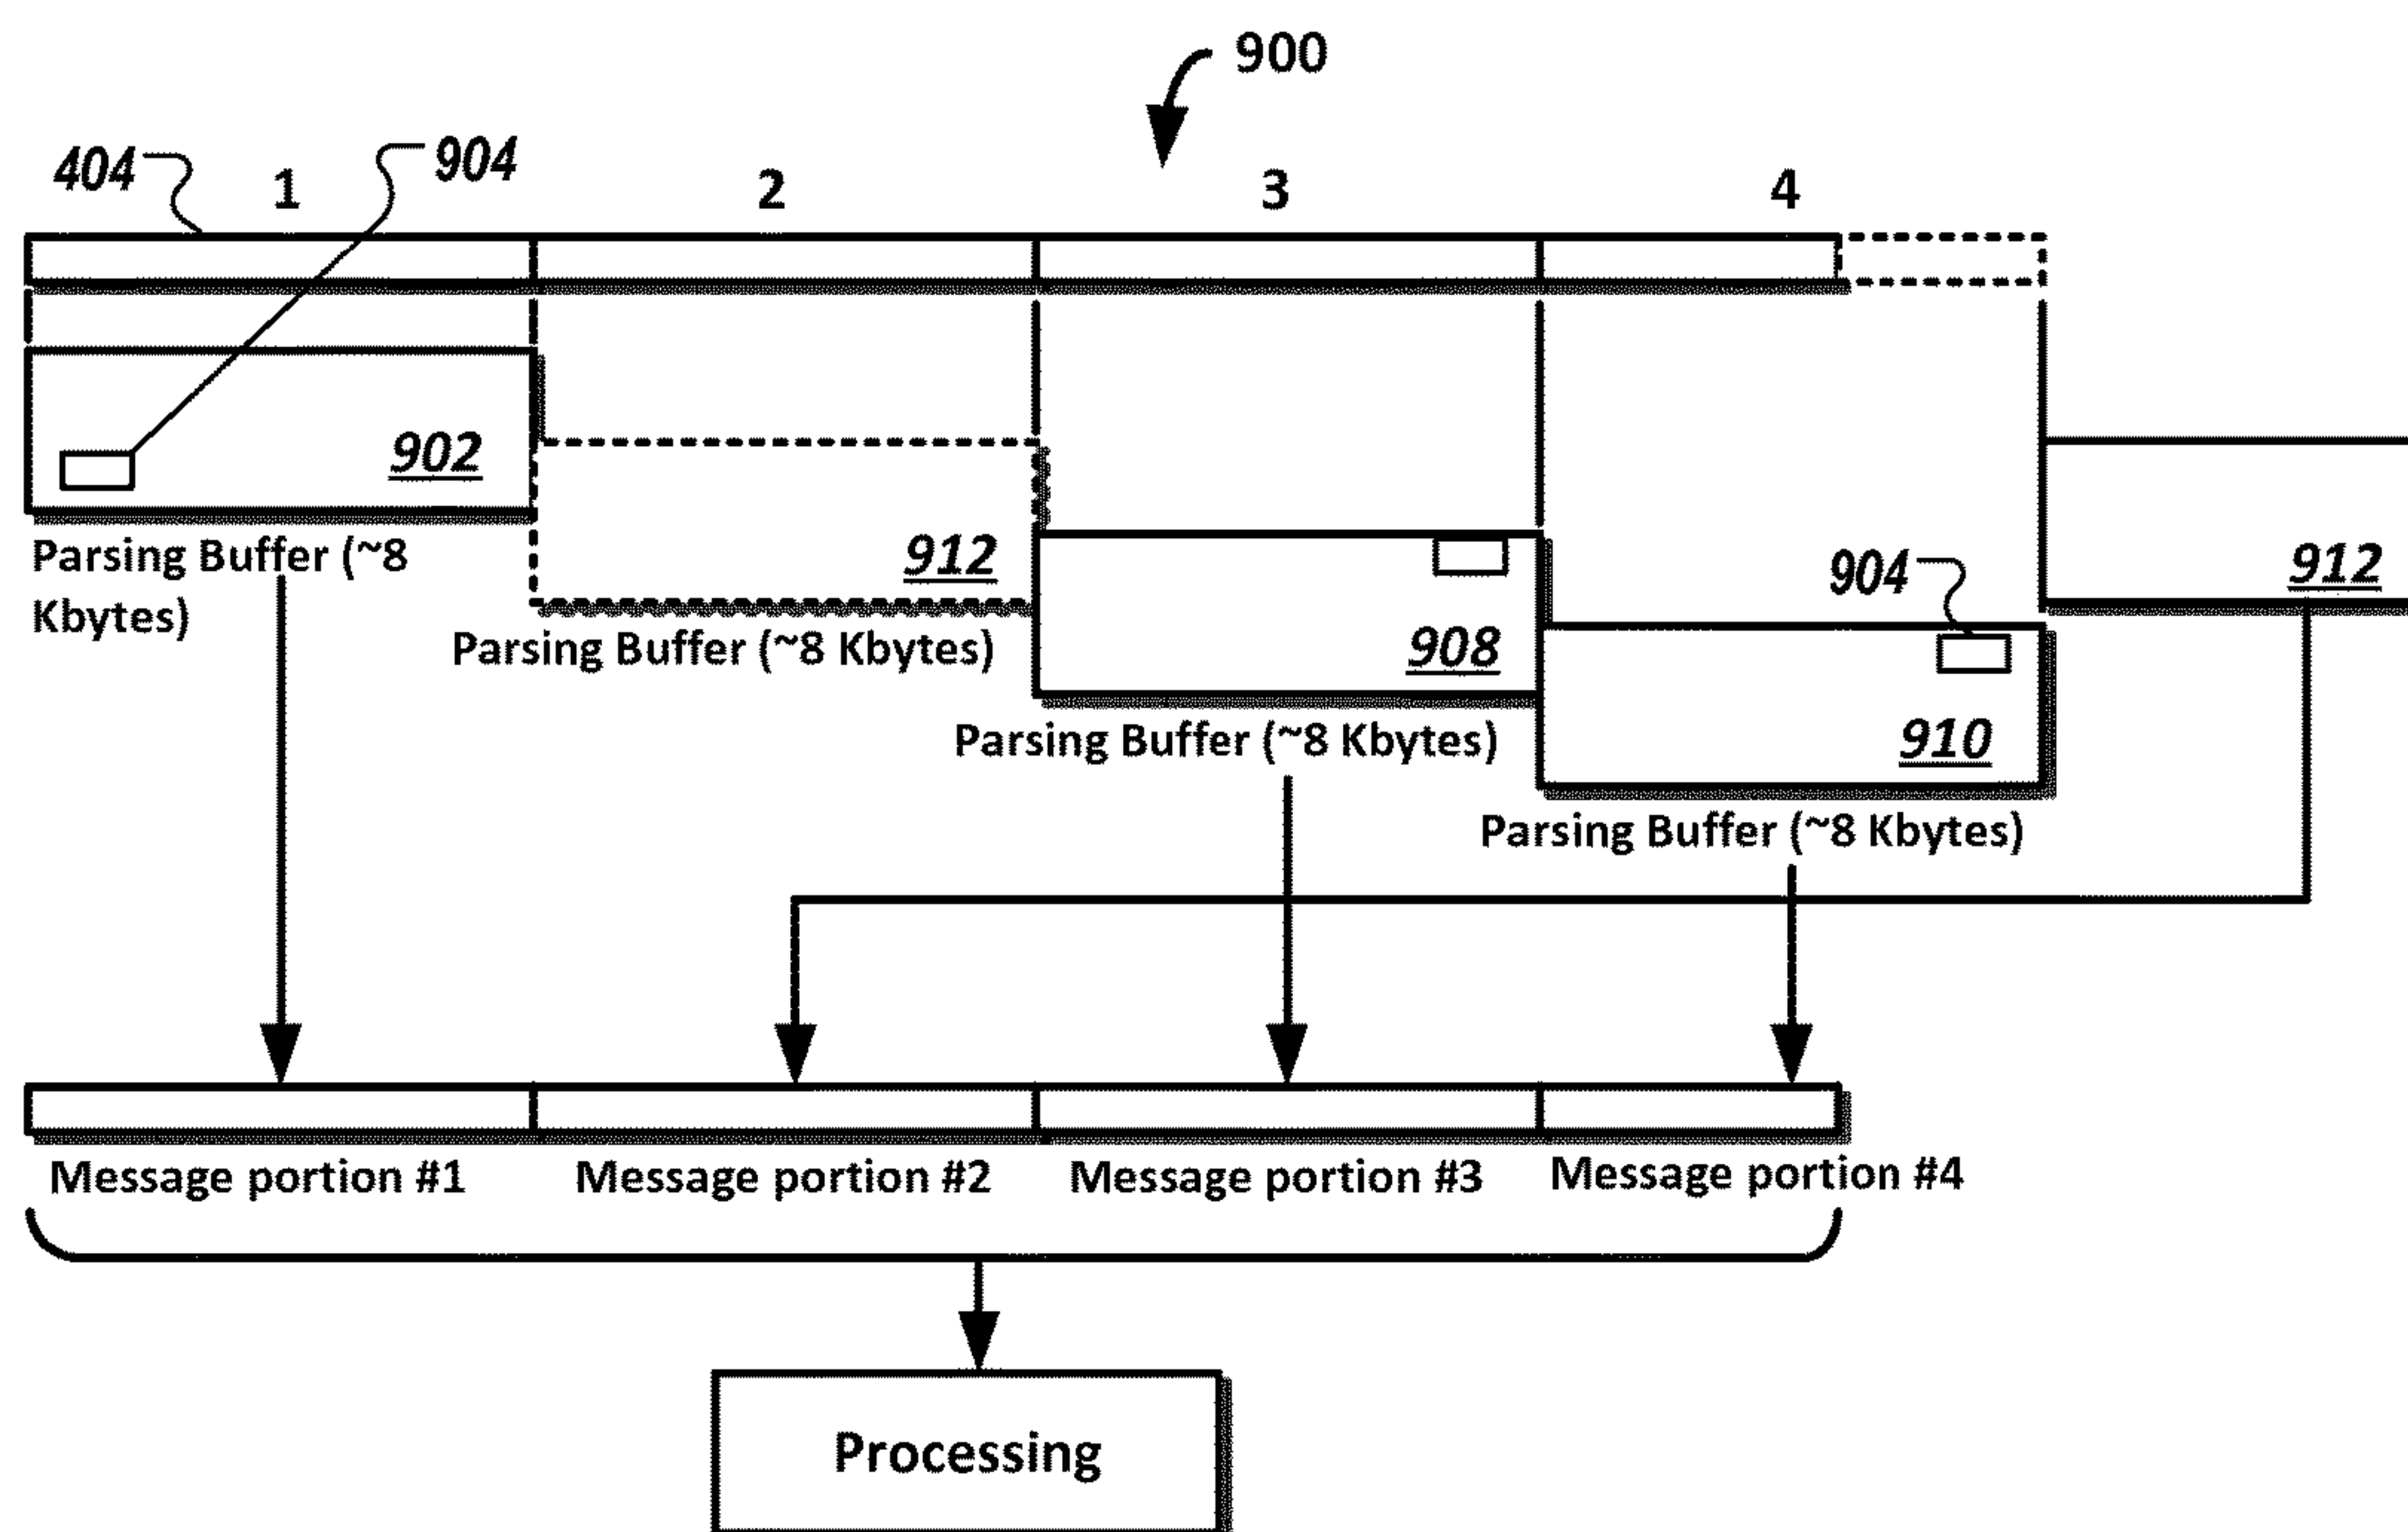 900
404
904
1
2
3
4
902
Parsing Buffer (~8
Kbytes)
912
Parsing Buffer (~8 Kbytes)
908
Parsing Buffer (~8 Kbytes)
904
910
Parsing Buffer (~8 Kbytes)
912
Message portion #1
Message portion #2
Message portion #3
Message portion #4
Processing